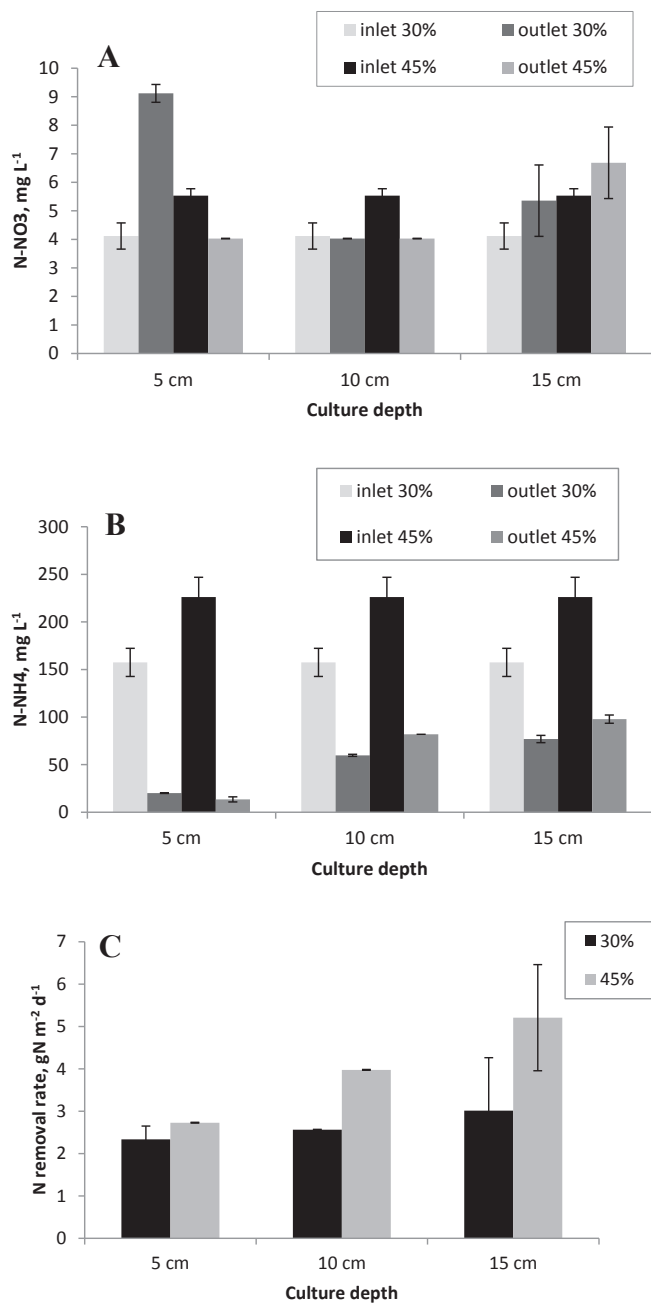 A
inlet 30%
outlet 30%
inlet 45%
outlet 45%
N-NO3, mg L-1
10
9
8
7
6
5
4
3
2
1
0
5 cm
10 cm
15 cm
Culture depth
B
inlet 30%
outlet 30%
inlet 45%
outlet 45%
N-NH4, mg L-1
300
250
200
150
100
50
0
5 cm
10 cm
15 cm
Culture depth
C
30%
45%
N removal rate, gN m-2 d-1
7
6
5
4
3
2
1
0
5 cm
10 cm
15 cm
Culture depth